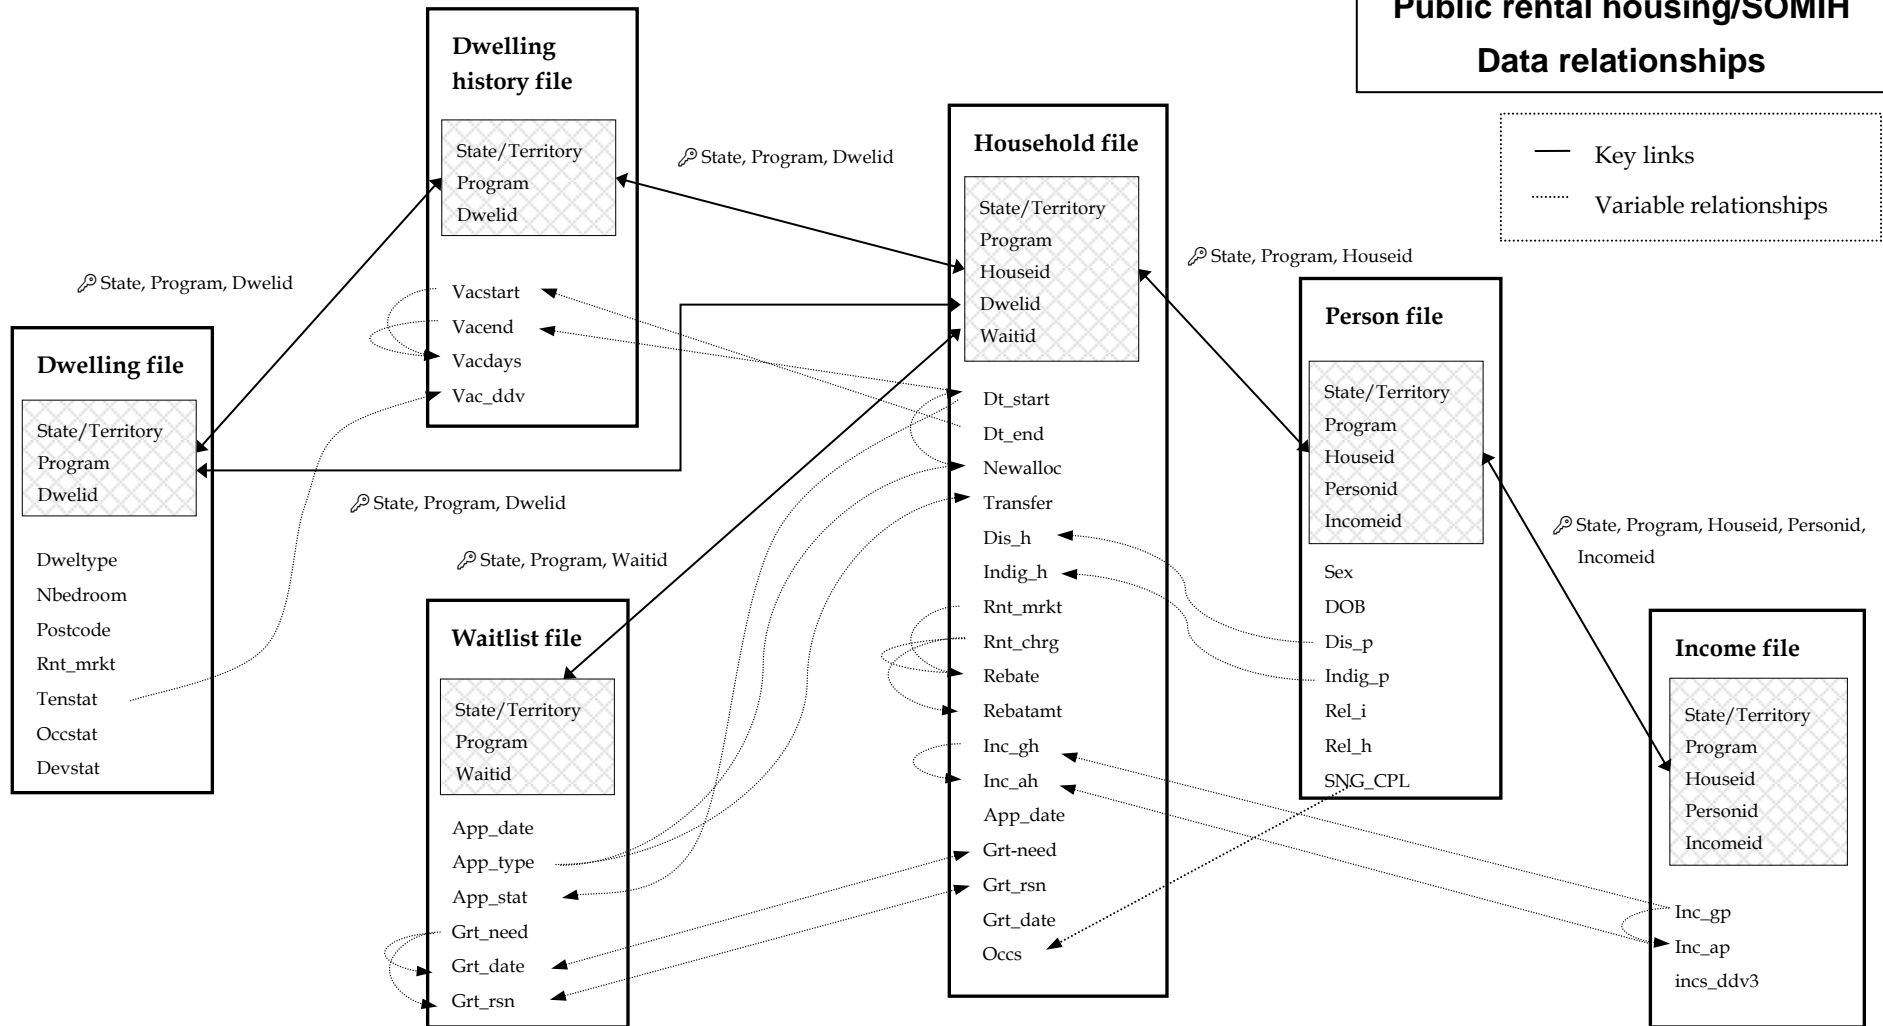 Public rental housing/SOMIH
Data relationships
Key links
Variable relationships
Dwelling
history file
State/Territory
Program
Dwelid
Vacstart
Vacend
Vacdays
Vac_ddv
State, Program, Dwelid
State, Program, Dwelid
Dwelling file
State/Territory
Program
Dwelid
Dweltype
Nbedroom
Postcode
Rnt_mrkt
Tenstat
Occstat
Devstat
State, Program, Dwelid
State, Program, Waitid
Waitlist file
State/Territory
Program
Waitid
App_date
App_type
App_stat
Grt_need
Grt_date
Grt_rsn
Household file
State/Territory
Program
Houseid
Dwelid
Waitid
Dt_start
Dt_end
Newalloc
Transfer
Dis_h
Indig_h
Rnt_mrkt
Rnt_chrg
Rebate
Rebatamt
Inc_gh
Inc_ah
App_date
Grt-need
Grt_rsn
Grt_date
Occs
State, Program, Houseid
Person file
State/Territory
Program
Houseid
Personid
Incomeid
Sex
DOB
Dis_p
Indig_p
Rel_i
Rel_h
SNG_CPL
State, Program, Houseid, Personid,
Incomeid
Income file
State/Territory
Program
Houseid
Personid
Incomeid
Inc_gp
Inc_ap
incs_ddv3